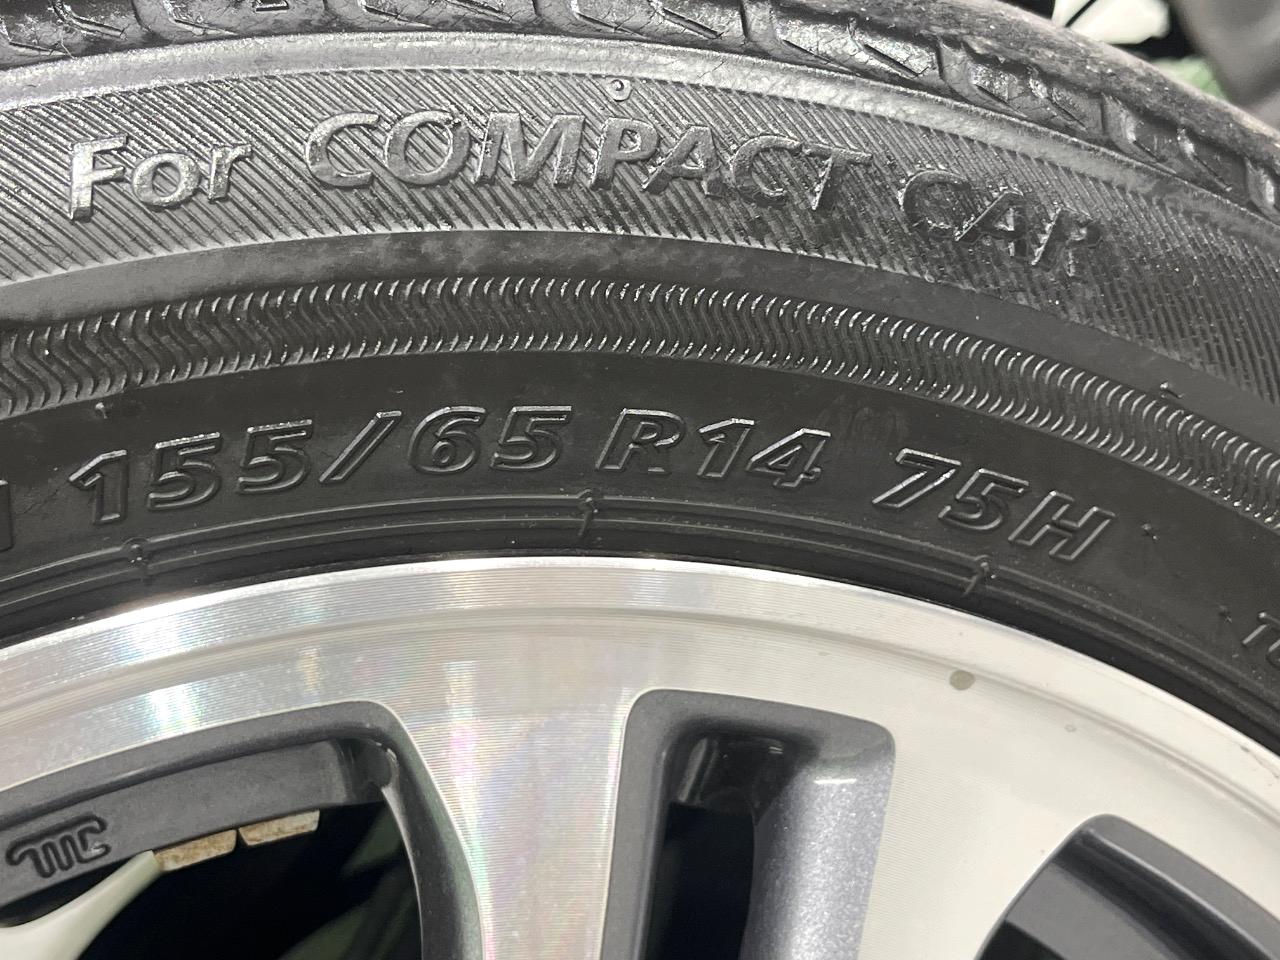 For COMPACT CAR
155/65 R14 75H